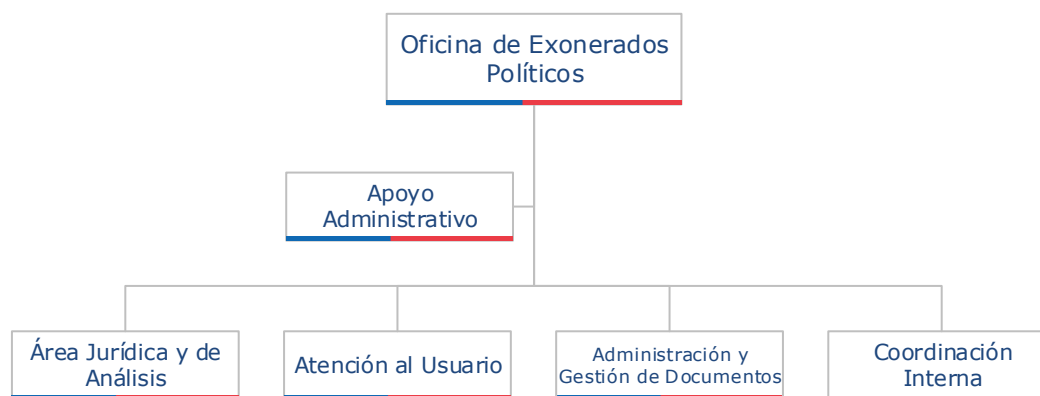 Oficina de Exonerados
Políticos
Apoyo
Administrativo
Área Jurídica y de
Análisis
Atención al Usuario
Administración y
Gestión de Documentos
Coordinación
Interna